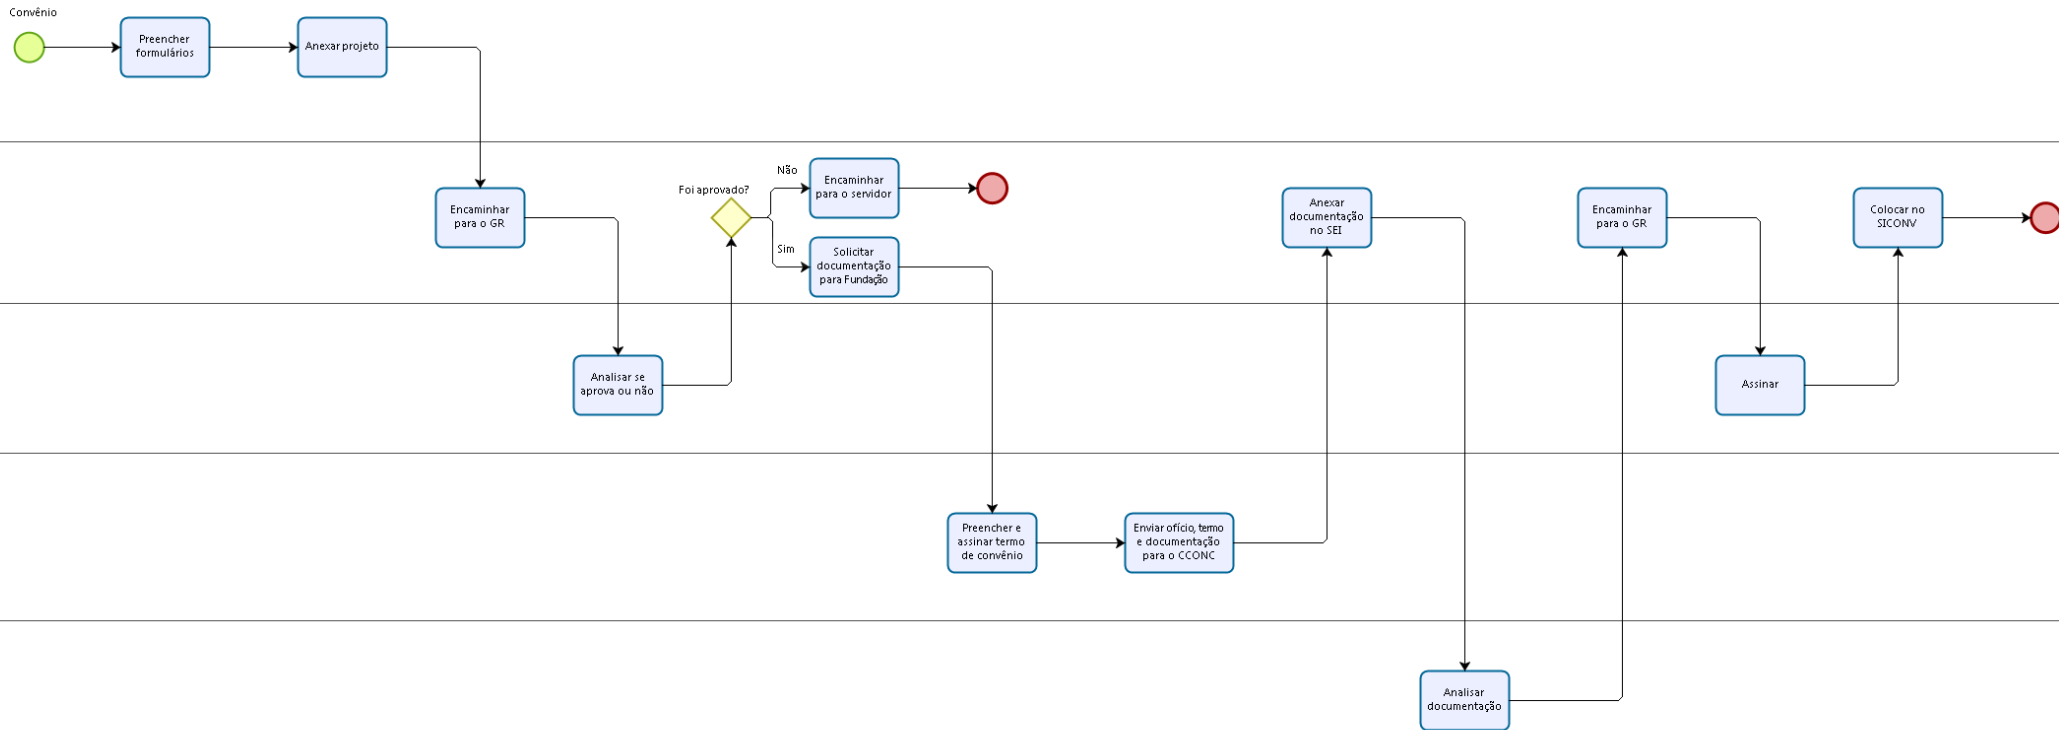 Convênio
Preencher
formulários
Anexar projeto
Encaminhar
para o GR
Analisar se
aprova ou não
Foi aprovado?
Não
Encaminhar
para o servidor
Sim
Solicitar
documentação
para Fundação
Preencher e
assinar termo
de convênio
Enviar ofício, termo
e documentação
para o CCONC
Anexar
documentação
no SEI
Analisar
documentação
Encaminhar
para o GR
Assinar
Colocar no
SICONV